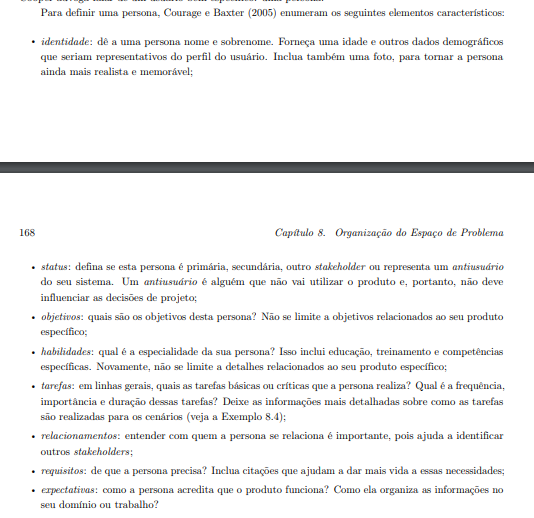 Para definir uma persona, Courage e Baxter (2005) enumeram os seguintes elementos característicos:
• identidade: dê a uma persona nome e sobrenome. Forneça uma idade e outros dados demográficos
que seriam representativos do perfil do usuário. Inclua também uma foto, para tornar a persona
ainda mais realista e memorável;
168 Capítulo 8. Organização do Espaço de Problema
• status: defina se esta persona é primária, secundária, outro stakeholder ou representa um antiusuário
do seu sistema. Um antiusuário é alguém que não vai utilizar o produto e, portanto, não deve
influenciar as decisões de projeto;
• objetivos: quais são os objetivos desta persona? Não se limite a objetivos relacionados ao seu produto
específico;
• habilidades: qual é a especialidade da sua persona? Isso inclui educação, treinamento e competências
específicas. Novamente, não se limite a detalhes relacionados ao seu produto específico;
• tarefas: em linhas gerais, quais as tarefas básicas ou críticas que a persona realiza? Qual é a frequência,
importância e duração dessas tarefas? Deixe as informações mais detalhadas sobre como as tarefas
são realizadas para os cenários (veja a Exemplo 8.4);
• relacionamentos: entender com quem a persona se relaciona é importante, pois ajuda a identificar
outros stakeholders;
• requisitos: de que a persona precisa? Inclua citações que ajudam a dar mais vida a essas necessidades;
• expectativas: como a persona acredita que o produto funciona? Como ela organiza as informações no
seu domínio ou trabalho?